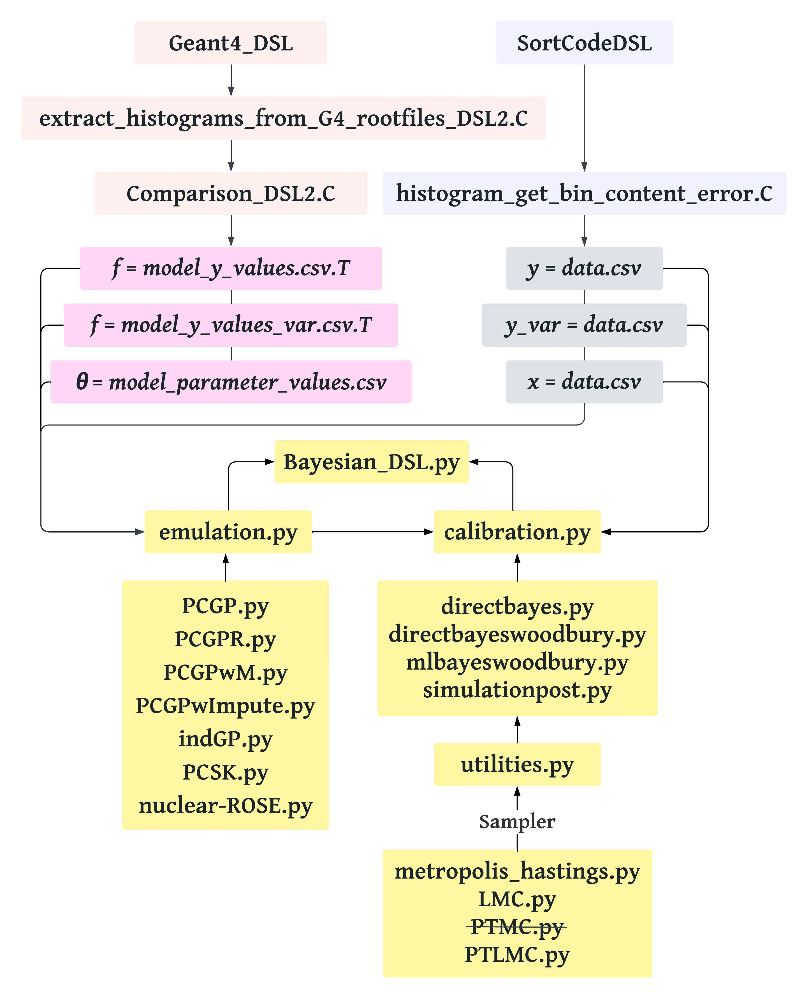 Geant4_DSL
SortCodeDSL
extract_histograms_from_G4_rootfiles_DSL2.C
Comparison_DSL2.C
histogram_get_bin_content_error.C
f = model_y_values.csv.T
y = data.csv
f = model_y_values_var.csv.T
y_var = data.csv
θ = model_parameter_values.csv
x = data.csv
Bayesian_DSL.py
emulation.py
calibration.py
PCGP.py
PCGPR.py
PCGPwM.py
PCGPwImpute.py
indGP.py
PCSK.py
nuclear-ROSE.py
directbayes.py
directbayeswoodbury.py
mlbayeswoodbury.py
simulationpost.py
utilities.py
Sampler
metropolis_hastings.py
LMC.py
PTMC.py
PTLMC.py